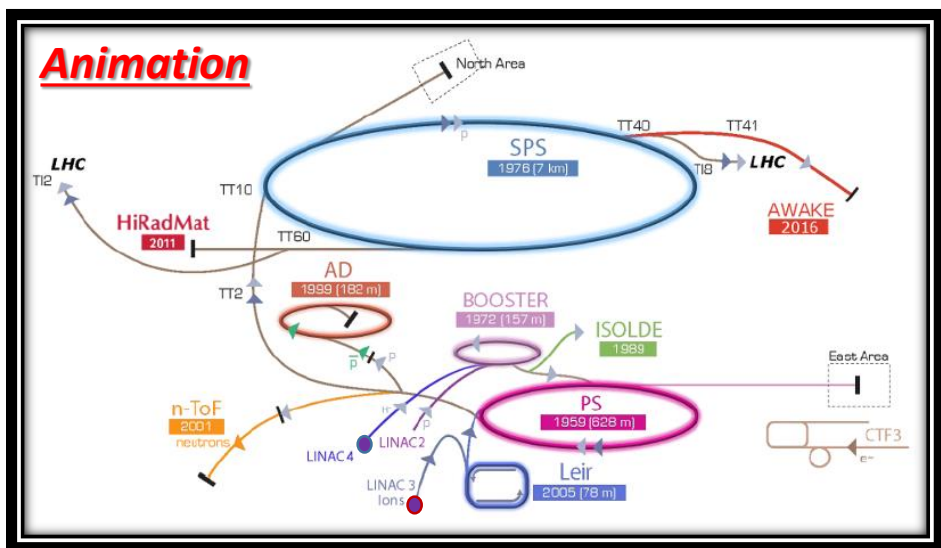 Animation
North Area
p
SPS
1976 (7 km)
TT40
TT41
LHC
TI2
TT10
TI8
LHC
HiRadMat
2011
TT60
AWAKE
2016
AD
1999 (182 m)
TT2
BOOSTER
1972 (157 m)
ISOLDE
1989
p
p
East Area
n-ToF
2001
neutrons
PS
1959 (628 m)
p
LINAC 4
LINAC2
CTF3
e-
LINAC 3
Ions
Leir
2005 (78 m)